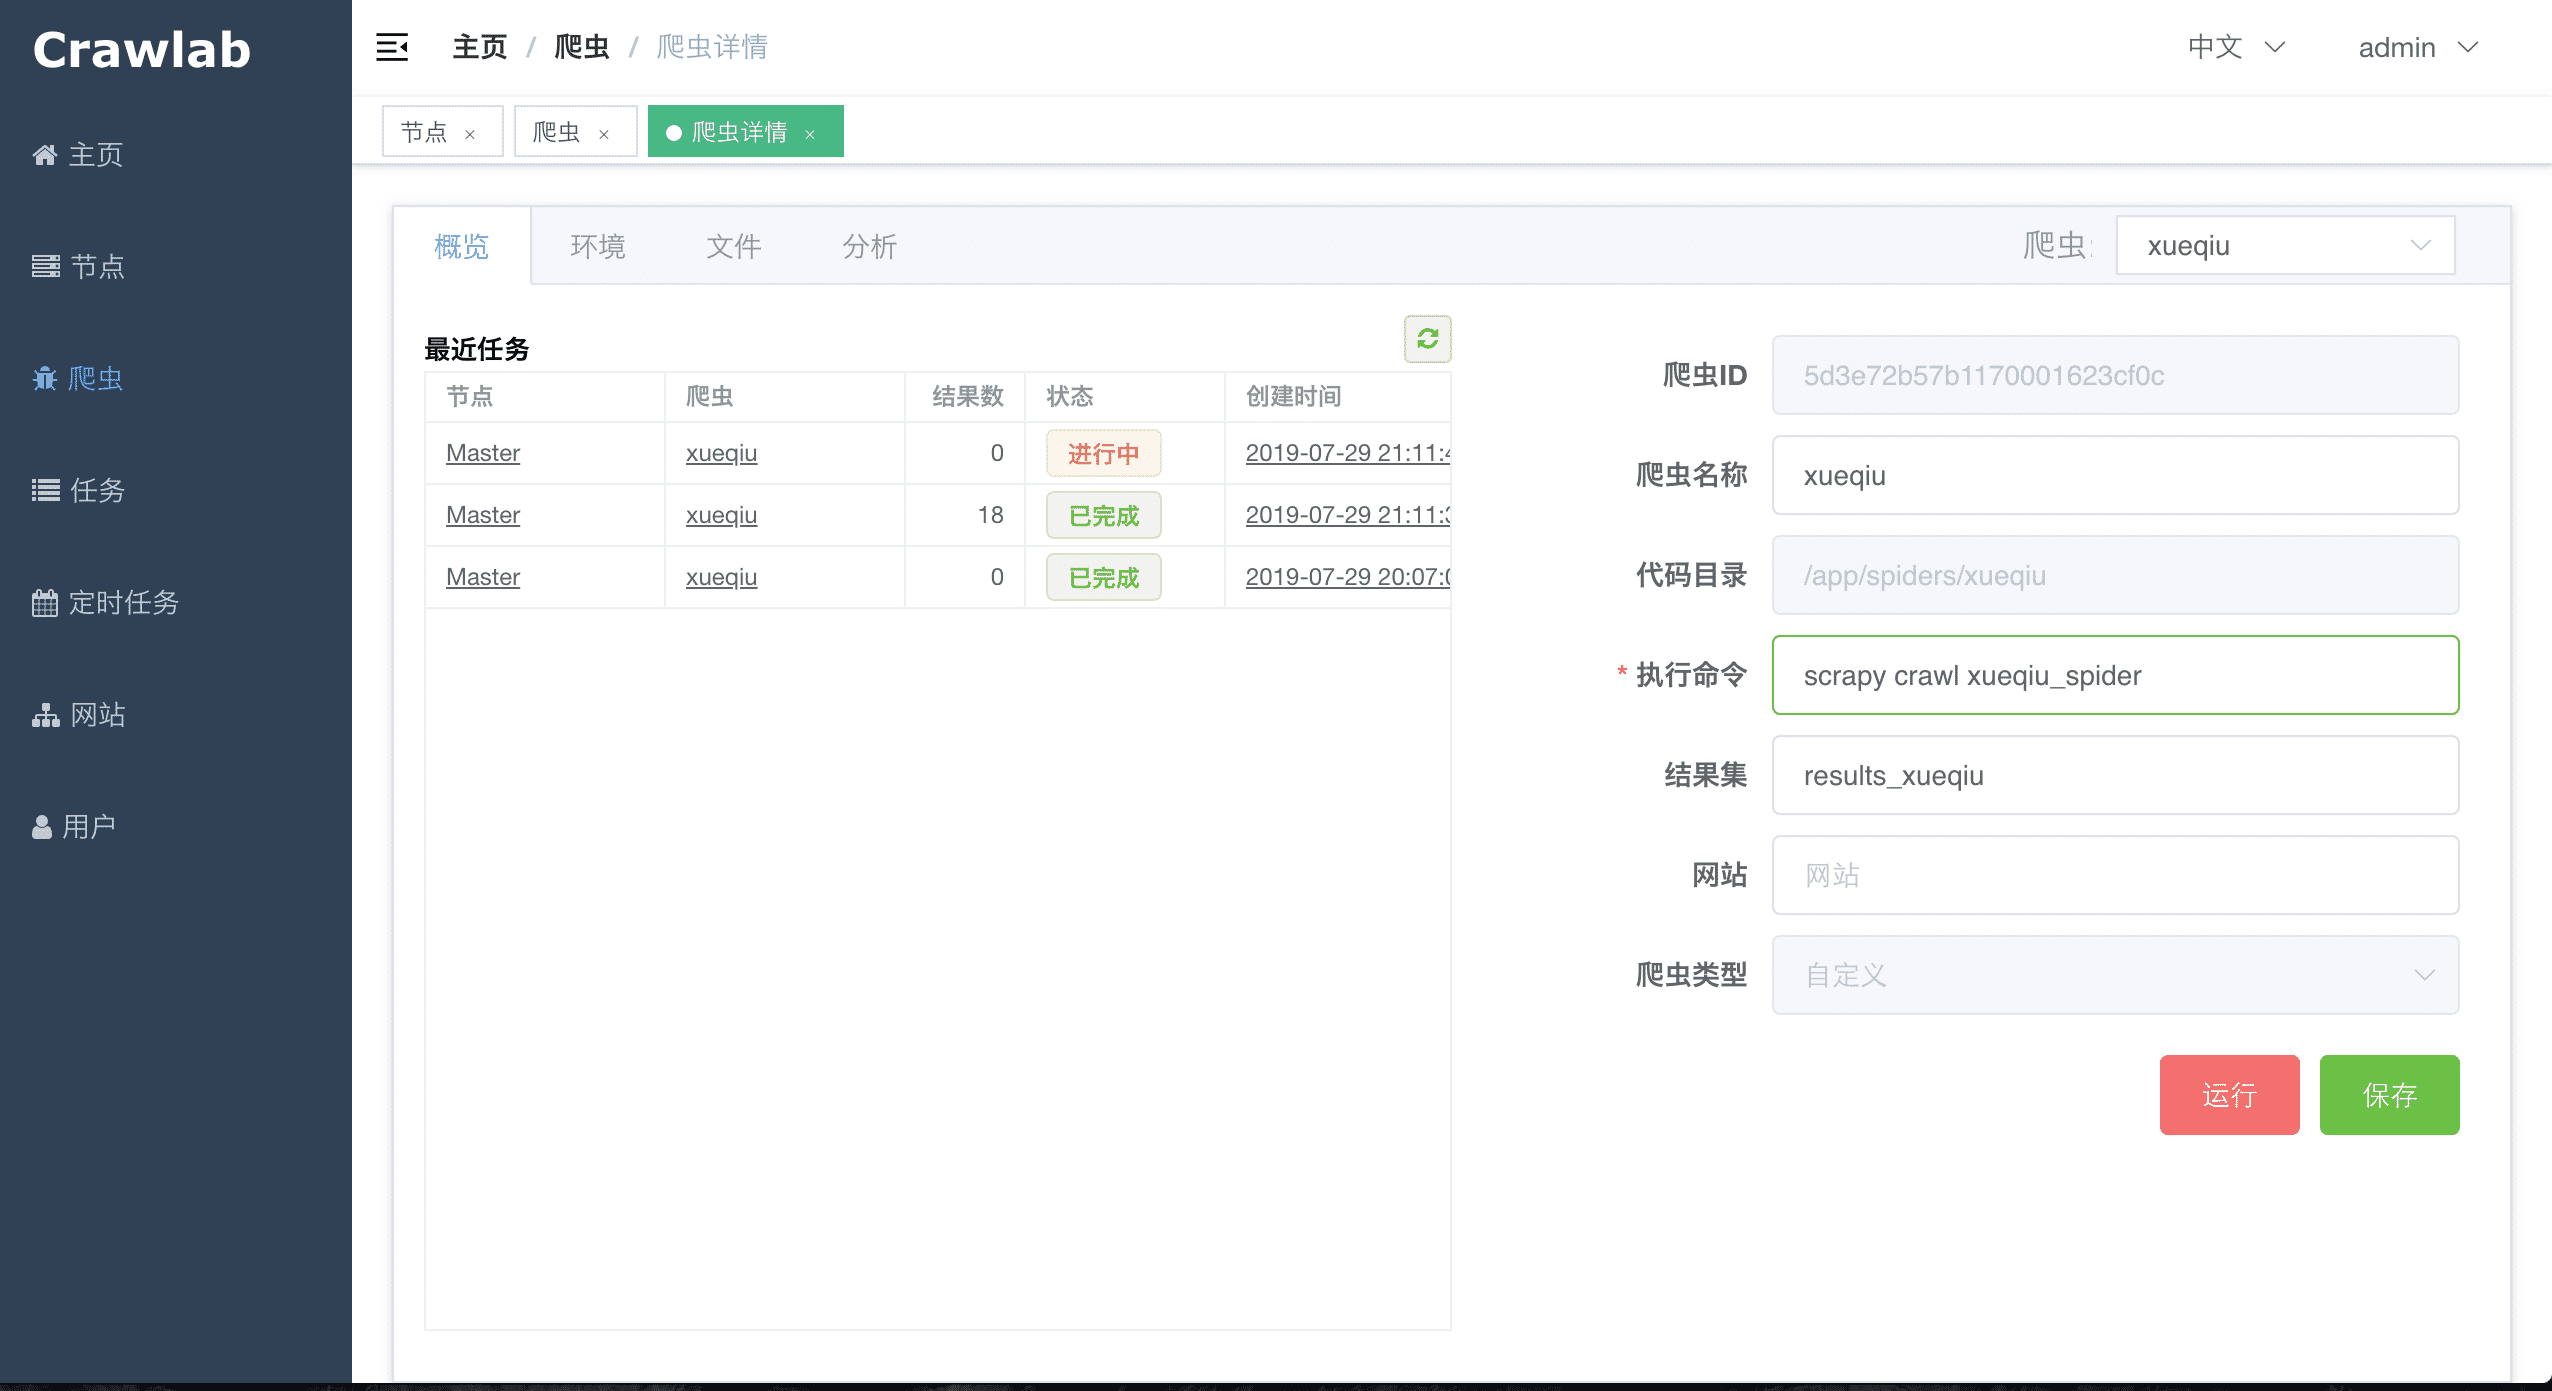 Crawlab
主页 / 爬虫 / 爬虫详情
中文
admin
节点 ×
爬虫 ×
爬虫详情 ×
主页
节点
爬虫
任务
定时任务
网站
用户
概览
环境
文件
分析
爬虫:
xueqiu
最近任务
节点 爬虫 结果数 状态 创建时间
Master xueqiu 0 进行中 2019-07-29 21:11:
Master xueqiu 18 已完成 2019-07-29 21:11:
Master xueqiu 0 已完成 2019-07-29 20:07:
爬虫ID 5d3e72b57b1170001623cf0c
爬虫名称 xueqiu
代码目录 /app/spiders/xueqiu
* 执行命令 scrapy crawl xueqiu_spider
结果集 results_xueqiu
网站 网站
爬虫类型 自定义
运行
保存